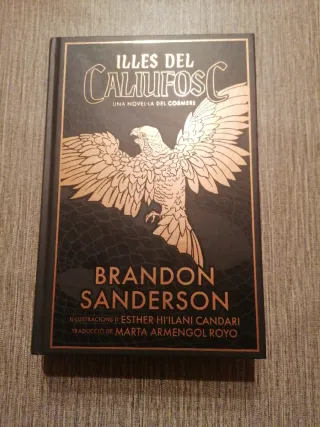 ILLES DEL
CALIUFOSC
UNA NOVEL·LA DEL COSMERE
BRANDON
SANDERSON
IL·LUSTRACIONS D'ESTHER HI'ILANI CANDARI
TRADUCCIÓ DE MARTA ARMENGOL ROYO